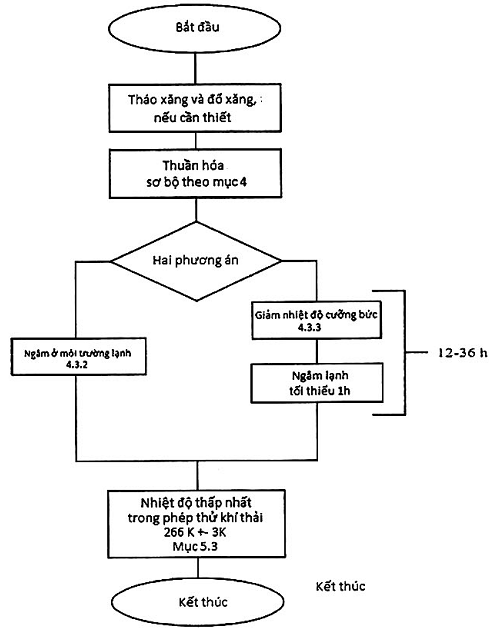 Bắt đầu
Tháo xăng và đổ xăng, :
nếu cần thiết
Thuần hóa
sơ bộ theo mục 4
Hai phương án
Ngâm ở môi trường lạnh
4.3.2
Giảm nhiệt độ cưỡng bức
4.3.3
Ngâm lạnh
tối thiểu 1h
12-36 h
Nhiệt độ thấp nhất
trong phép thử khí thải
266 K +- 3K
Mục 5.3
Kết thúc
Kết thúc